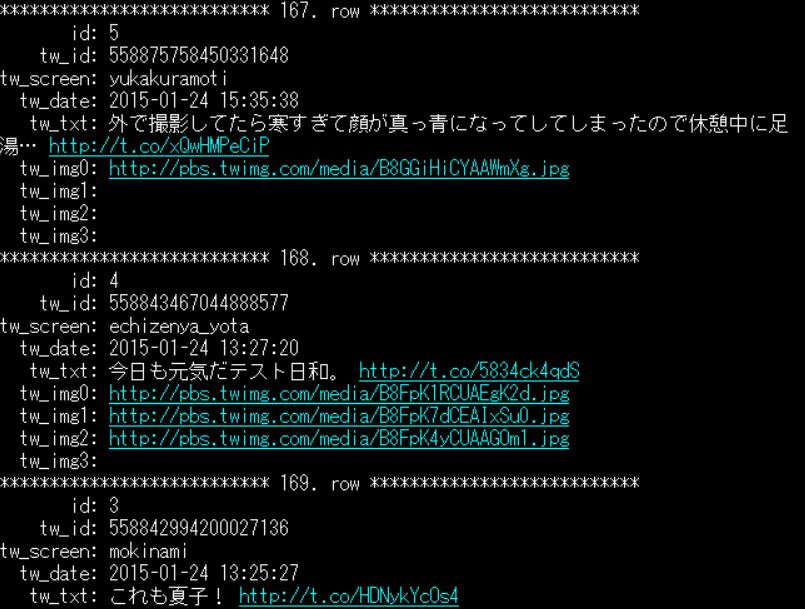 *************************** 167. row ***************************
id: 5
tw_id: 558875758450331648
tw_screen: yukakuramoti
tw_date: 2015-01-24 15:35:38
tw_txt: 外で撮影してたら寒すぎて顔が真っ青になってしてしまったので休憩中に足
湯… http://t.co/xQwHMPeCiP
tw_img0: http://pbs.twimg.com/media/B8GGiHiCYAAWmXg.jpg
tw_img1:
tw_img2:
tw_img3:
*************************** 168. row ***************************
id: 4
tw_id: 558843467044888577
tw_screen: echizenya_yota
tw_date: 2015-01-24 13:27:20
tw_txt: 今日も元気だテスト日和。 http://t.co/5834ck4qdS
tw_img0: http://pbs.twimg.com/media/B8FpK1RCUAEgK2d.jpg
tw_img1: http://pbs.twimg.com/media/B8FpK7dCEAIxSu0.jpg
tw_img2: http://pbs.twimg.com/media/B8FpK4yCUAAGOm1.jpg
tw_img3:
*************************** 169. row ***************************
id: 3
tw_id: 558842994200027136
tw_screen: mokinami
tw_date: 2015-01-24 13:25:27
tw_txt: これも夏子！ http://t.co/HDNykYcOs4